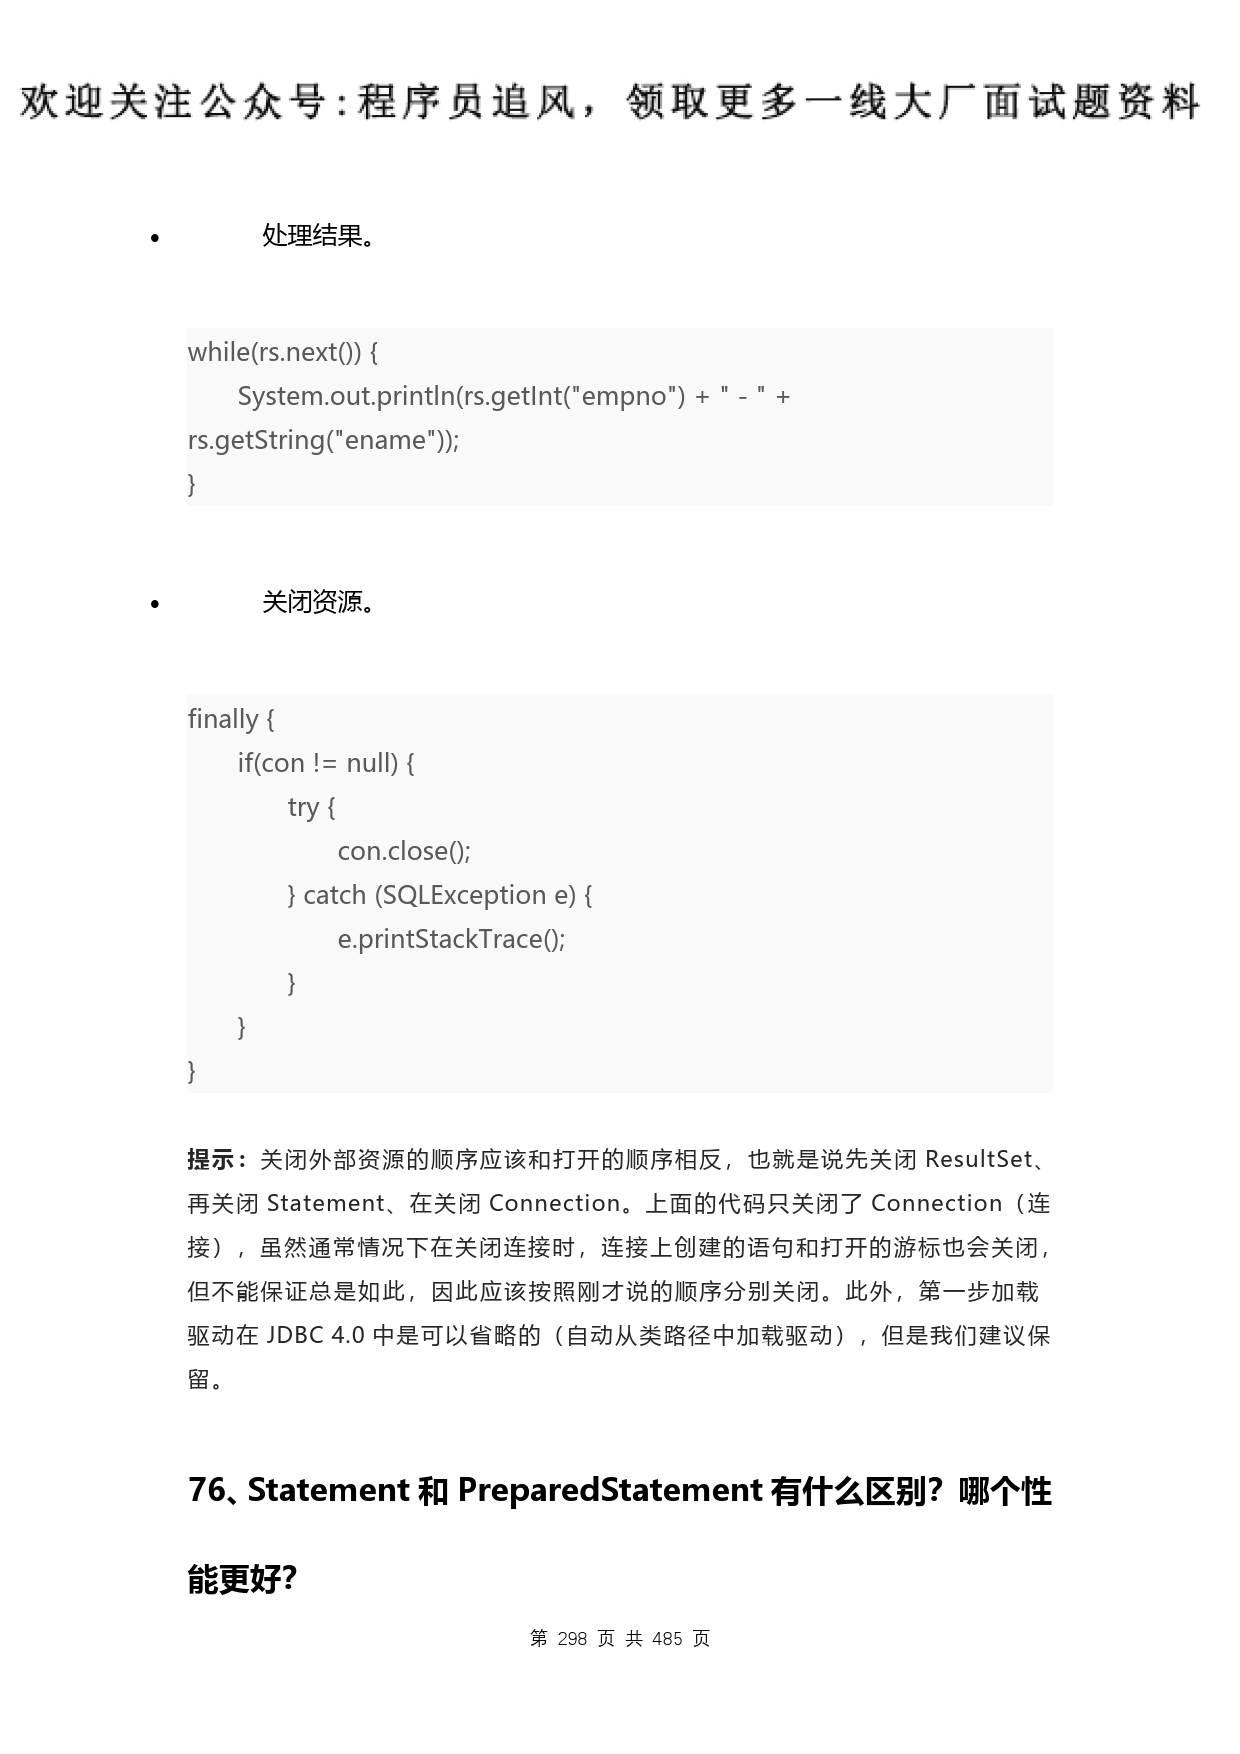 欢迎关注公众号:程序员追风，领取更多一线大厂面试题资料
• 处理结果。
while(rs.next()) {
System.out.println(rs.getInt("empno") + " - " +
rs.getString("ename"));
}
• 关闭资源。
finally {
if(con != null) {
try {
con.close();
} catch (SQLException e) {
e.printStackTrace();
}
}
}
提示：关闭外部资源的顺序应该和打开的顺序相反，也就是说先关闭 ResultSet、
再关闭 Statement、在关闭 Connection。上面的代码只关闭了 Connection（连
接），虽然通常情况下在关闭连接时，连接上创建的语句和打开的游标也会关闭，
但不能保证总是如此，因此应该按照刚才说的顺序分别关闭。此外，第一步加载
驱动在 JDBC 4.0 中是可以省略的（自动从类路径中加载驱动），但是我们建议保
留。
76、Statement 和 PreparedStatement 有什么区别？哪个性
能更好？
第 298 页 共 485 页